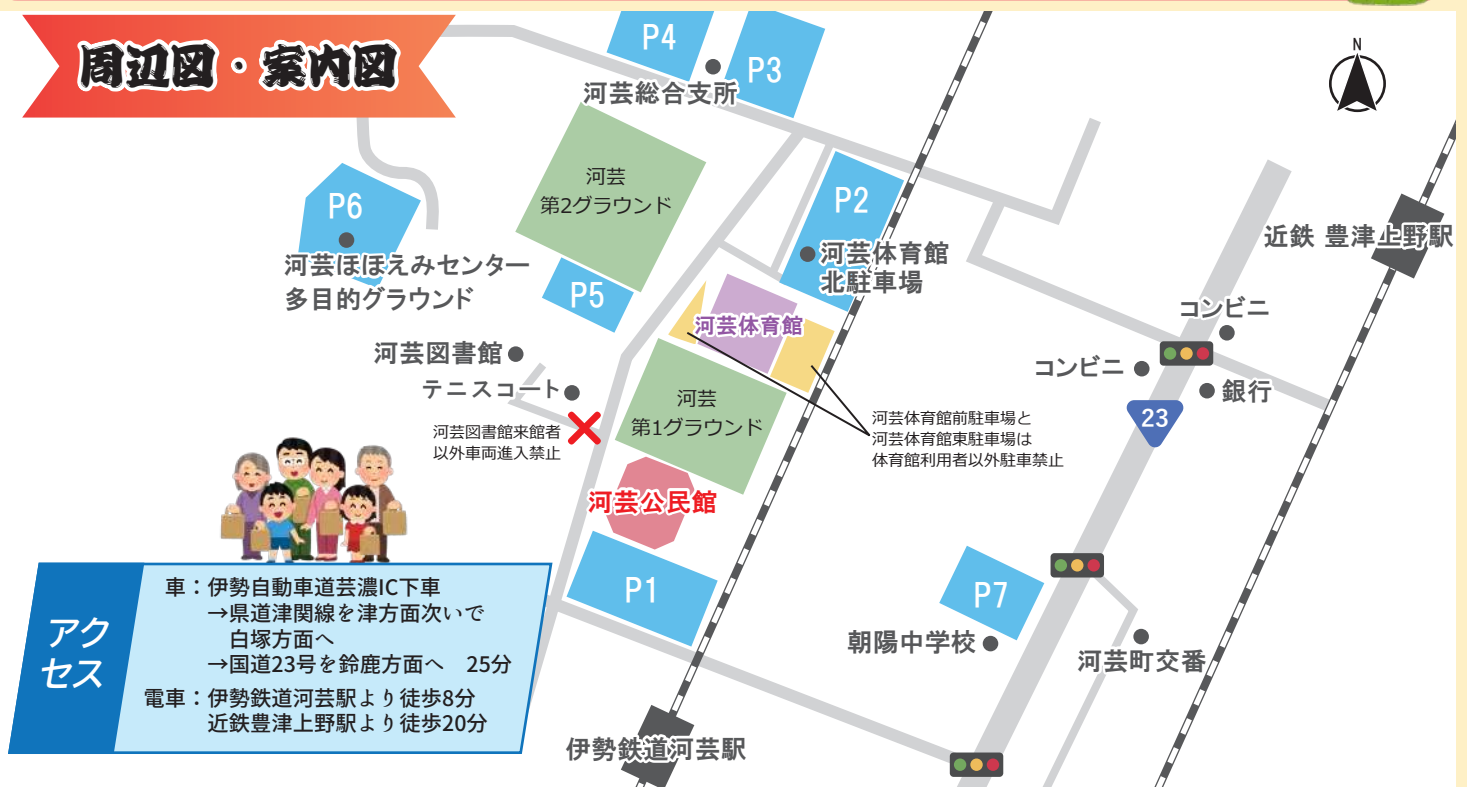 周辺図・案内図
P4
P3
河芸総合支所
N
河芸
第2グラウンド
P2
P6
河芸ほほえみセンター
多目的グラウンド
P5
河芸体育館
北駐車場
近鉄 豊津上野駅
河芸体育館
コンビニ
コンビニ
銀行
23
河芸図書館
テニスコート
河芸図書館来館者
以外車両進入禁止
河芸
第1グラウンド
河芸体育館前駐車場と
河芸体育館東駐車場は
体育館利用者以外駐車禁止
河芸公民館
P1
P7
朝陽中学校
河芸町交番
伊勢鉄道河芸駅
アク
セス
車：伊勢自動車道芸濃IC下車
→県道津関線を津方面次いで
白塚方面へ
→国道23号を鈴鹿方面へ　25分
電車：伊勢鉄道河芸駅より徒歩8分
近鉄豊津上野駅より徒歩20分